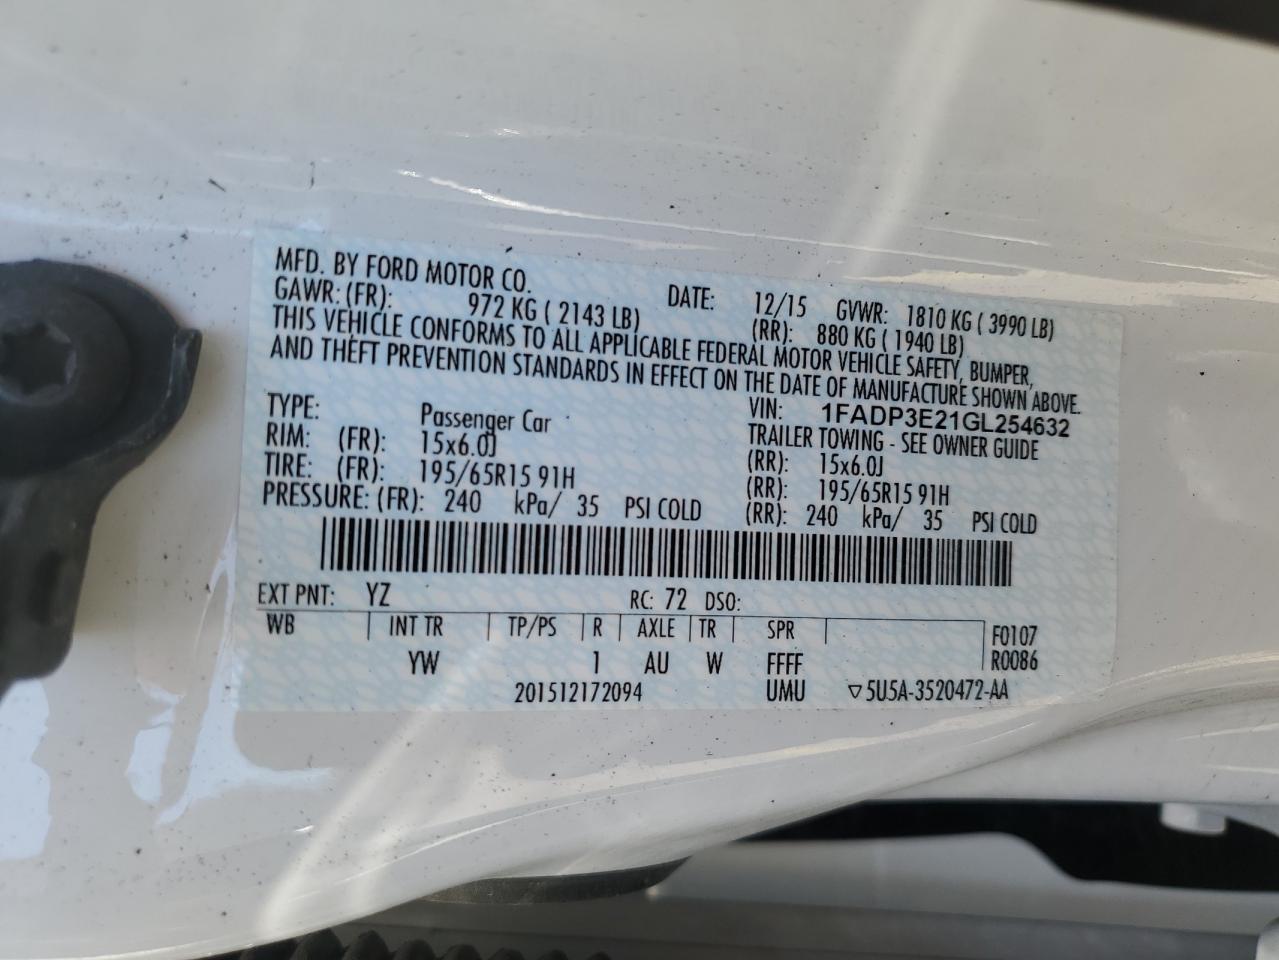 MFD. BY FORD MOTOR CO.
DATE: 12/15 GVWR: 1810 KG ( 3990 LB)
GAWR: (FR): 972 KG ( 2143 LB) (RR): 880 KG ( 1940 LB)
THIS VEHICLE CONFORMS TO ALL APPLICABLE FEDERAL MOTOR VEHICLE SAFETY, BUMPER,
AND THEFT PREVENTION STANDARDS IN EFFECT ON THE DATE OF MANUFACTURE SHOWN ABOVE.
VIN: 1FADP3E21GL254632
TYPE: Passenger Car TRAILER TOWING - SEE OWNER GUIDE
RIM: (FR): 15x6.0J (RR): 15x6.0J
TIRE: (FR): 195/65R15 91H (RR): 195/65R15 91H
PRESSURE: (FR): 240 kPa/ 35 PSI COLD (RR): 240 kPa/ 35 PSI COLD
EXT PNT: YZ RC: 72 DSO:
WB INT TR TP/PS R AXLE TR SPR F0107
YW 1 AU W FFFF R0086
201512172094 UMU ▽5U5A-3520472-AA